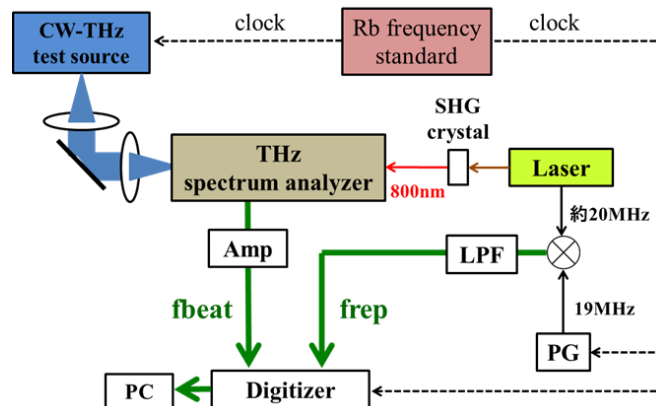 CW-THz
test source
clock
Rb frequency
standard
clock
SHG
crystal
THz
spectrum analyzer
800nm
Laser
約20MHz
Amp
LPF
fbeat
frep
19MHz
PG
PC
Digitizer